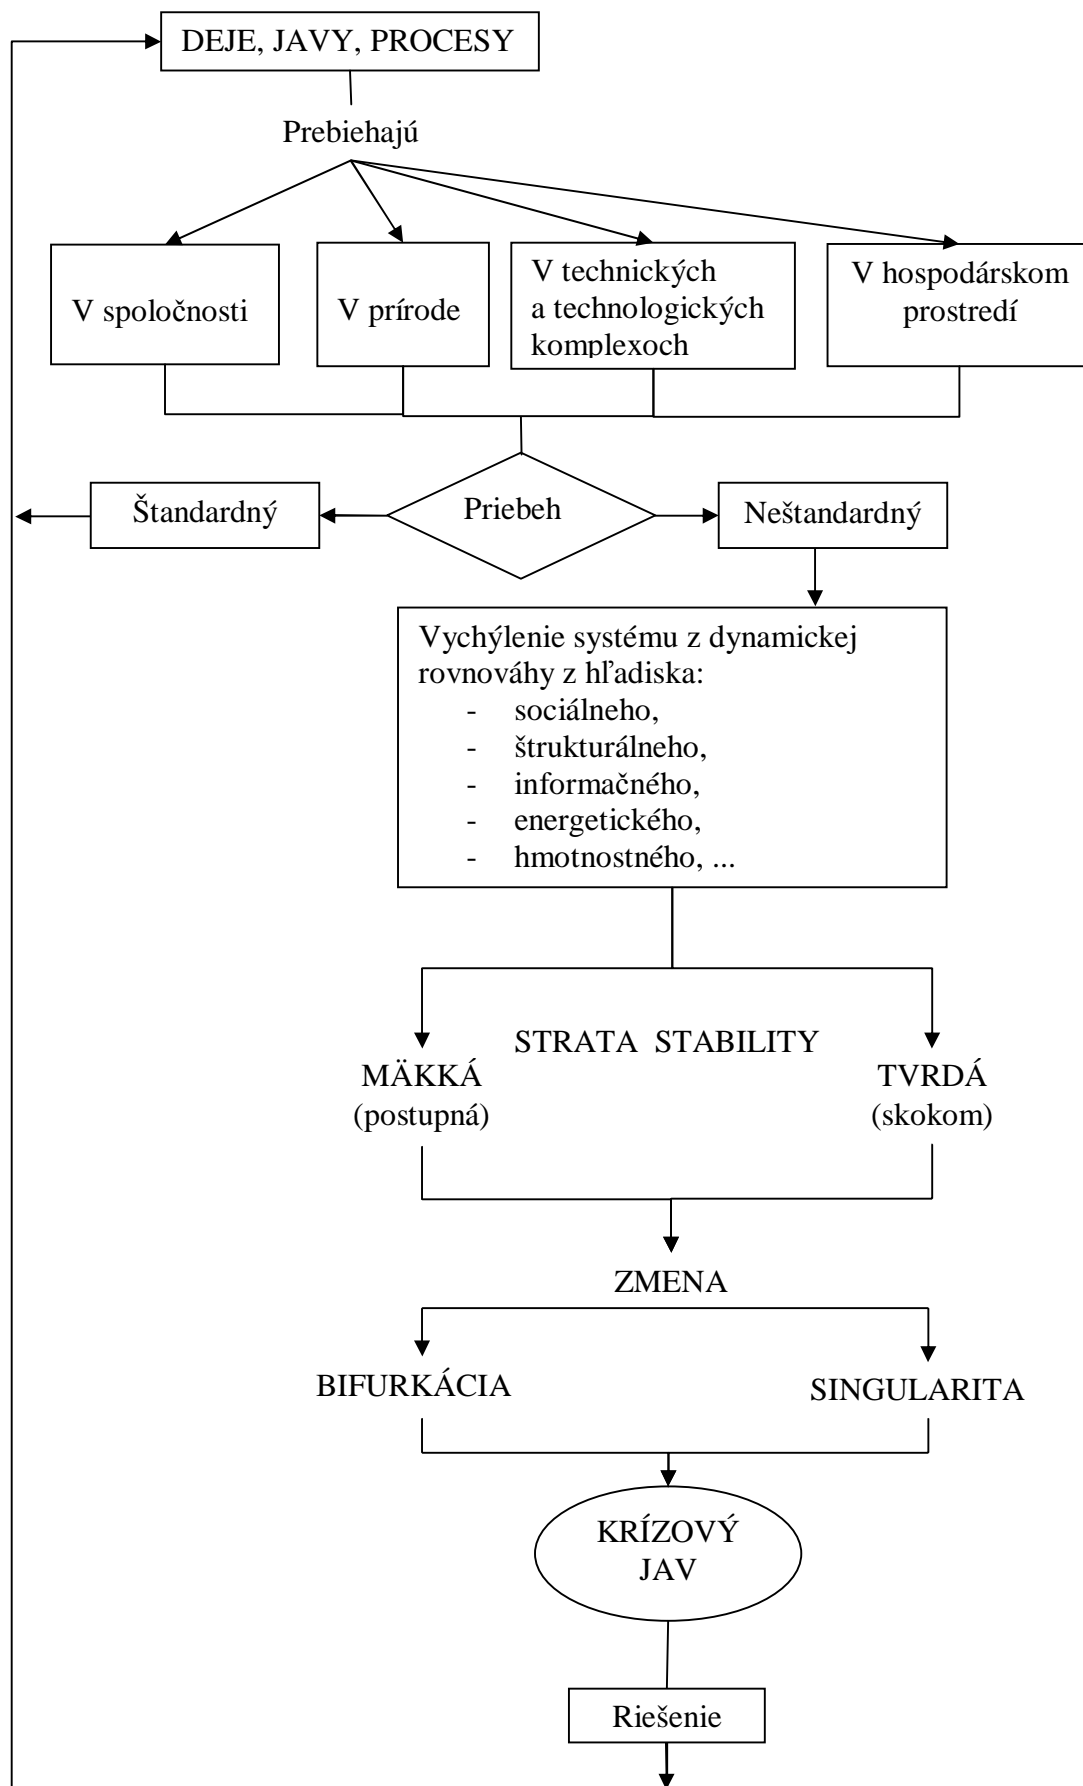 DEJE, JAVY, PROCESY
Prebiehajú
V spoločnosti
V prírode
V technických
a technologických
komplexoch
V hospodárskom
prostredí
Štandardný
Priebeh
Neštandardný
Vychýlenie systému z dynamickej
rovnováhy z hľadiska:
- sociálneho,
- štrukturálneho,
- informačného,
- energetického,
- hmotnostného, ...
STRATA STABILITY
MÄKKÁ
(postupná)
TVRDÁ
(skokom)
ZMENA
BIFURKÁCIA
SINGULARITA
KRÍZOVÝ
JAV
Riešenie